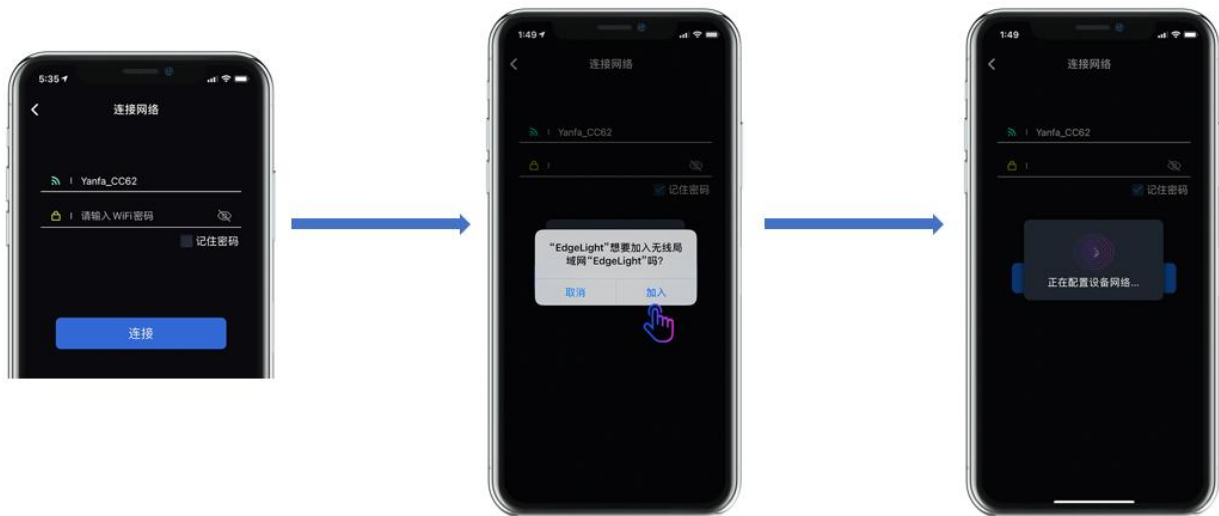 5:35
连接网络
Yanfa_CC62
请输入 WiFi 密码
记住密码
连接
1:49
连接网络
Yanfa_CC62
记住密码
“EdgeLight”想要加入无线局
域网“EdgeLight”吗?
取消 加入
1:49
连接网络
Yanfa_CC62
记住密码
正在配置设备网络...